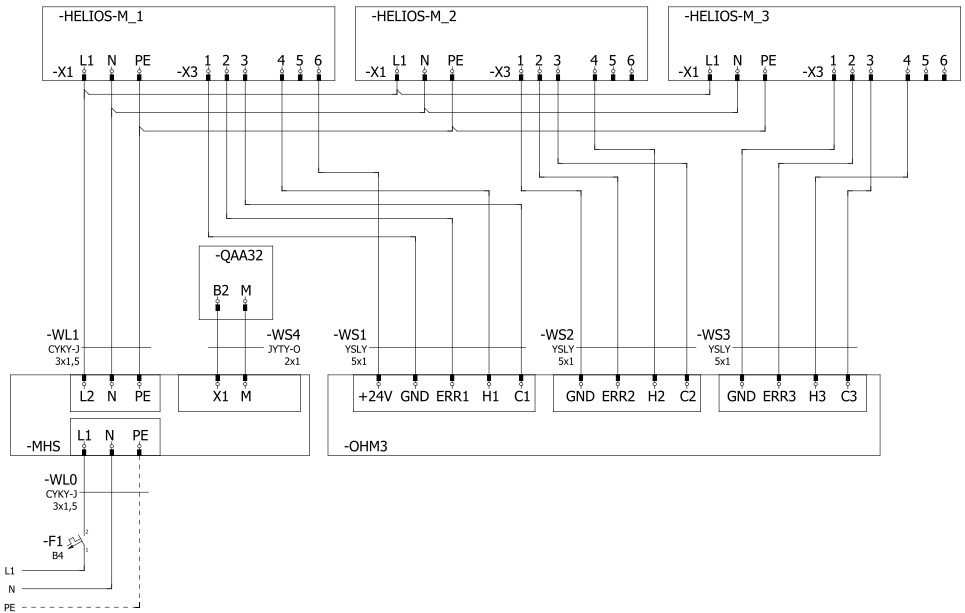 -HELIOS-M_1 -HELIOS-M_2 -HELIOS-M_3
L1 N PE 1 2 3 4 5 6 L1 N PE 1 2 3 4 5 6 L1 N PE 1 2 3 4 5 6
-X1 -X3 -X1 -X3 -X1 -X3
-QAA32
B2 M
-WL1 -WS4 -WS1 -WS2 -WS3
CYKY-J JYTY-O YSLY YSLY YSLY
3x1,5 2x1 5x1 5x1 5x1
L2 N PE X1 M +24V GND ERR1 H1 C1 GND ERR2 H2 C2 GND ERR3 H3 C3
L1 N PE
-MHS -OHM3
-WL0
CYKY-J
3x1,5
2
-F1
1
B4
L1
N
PE